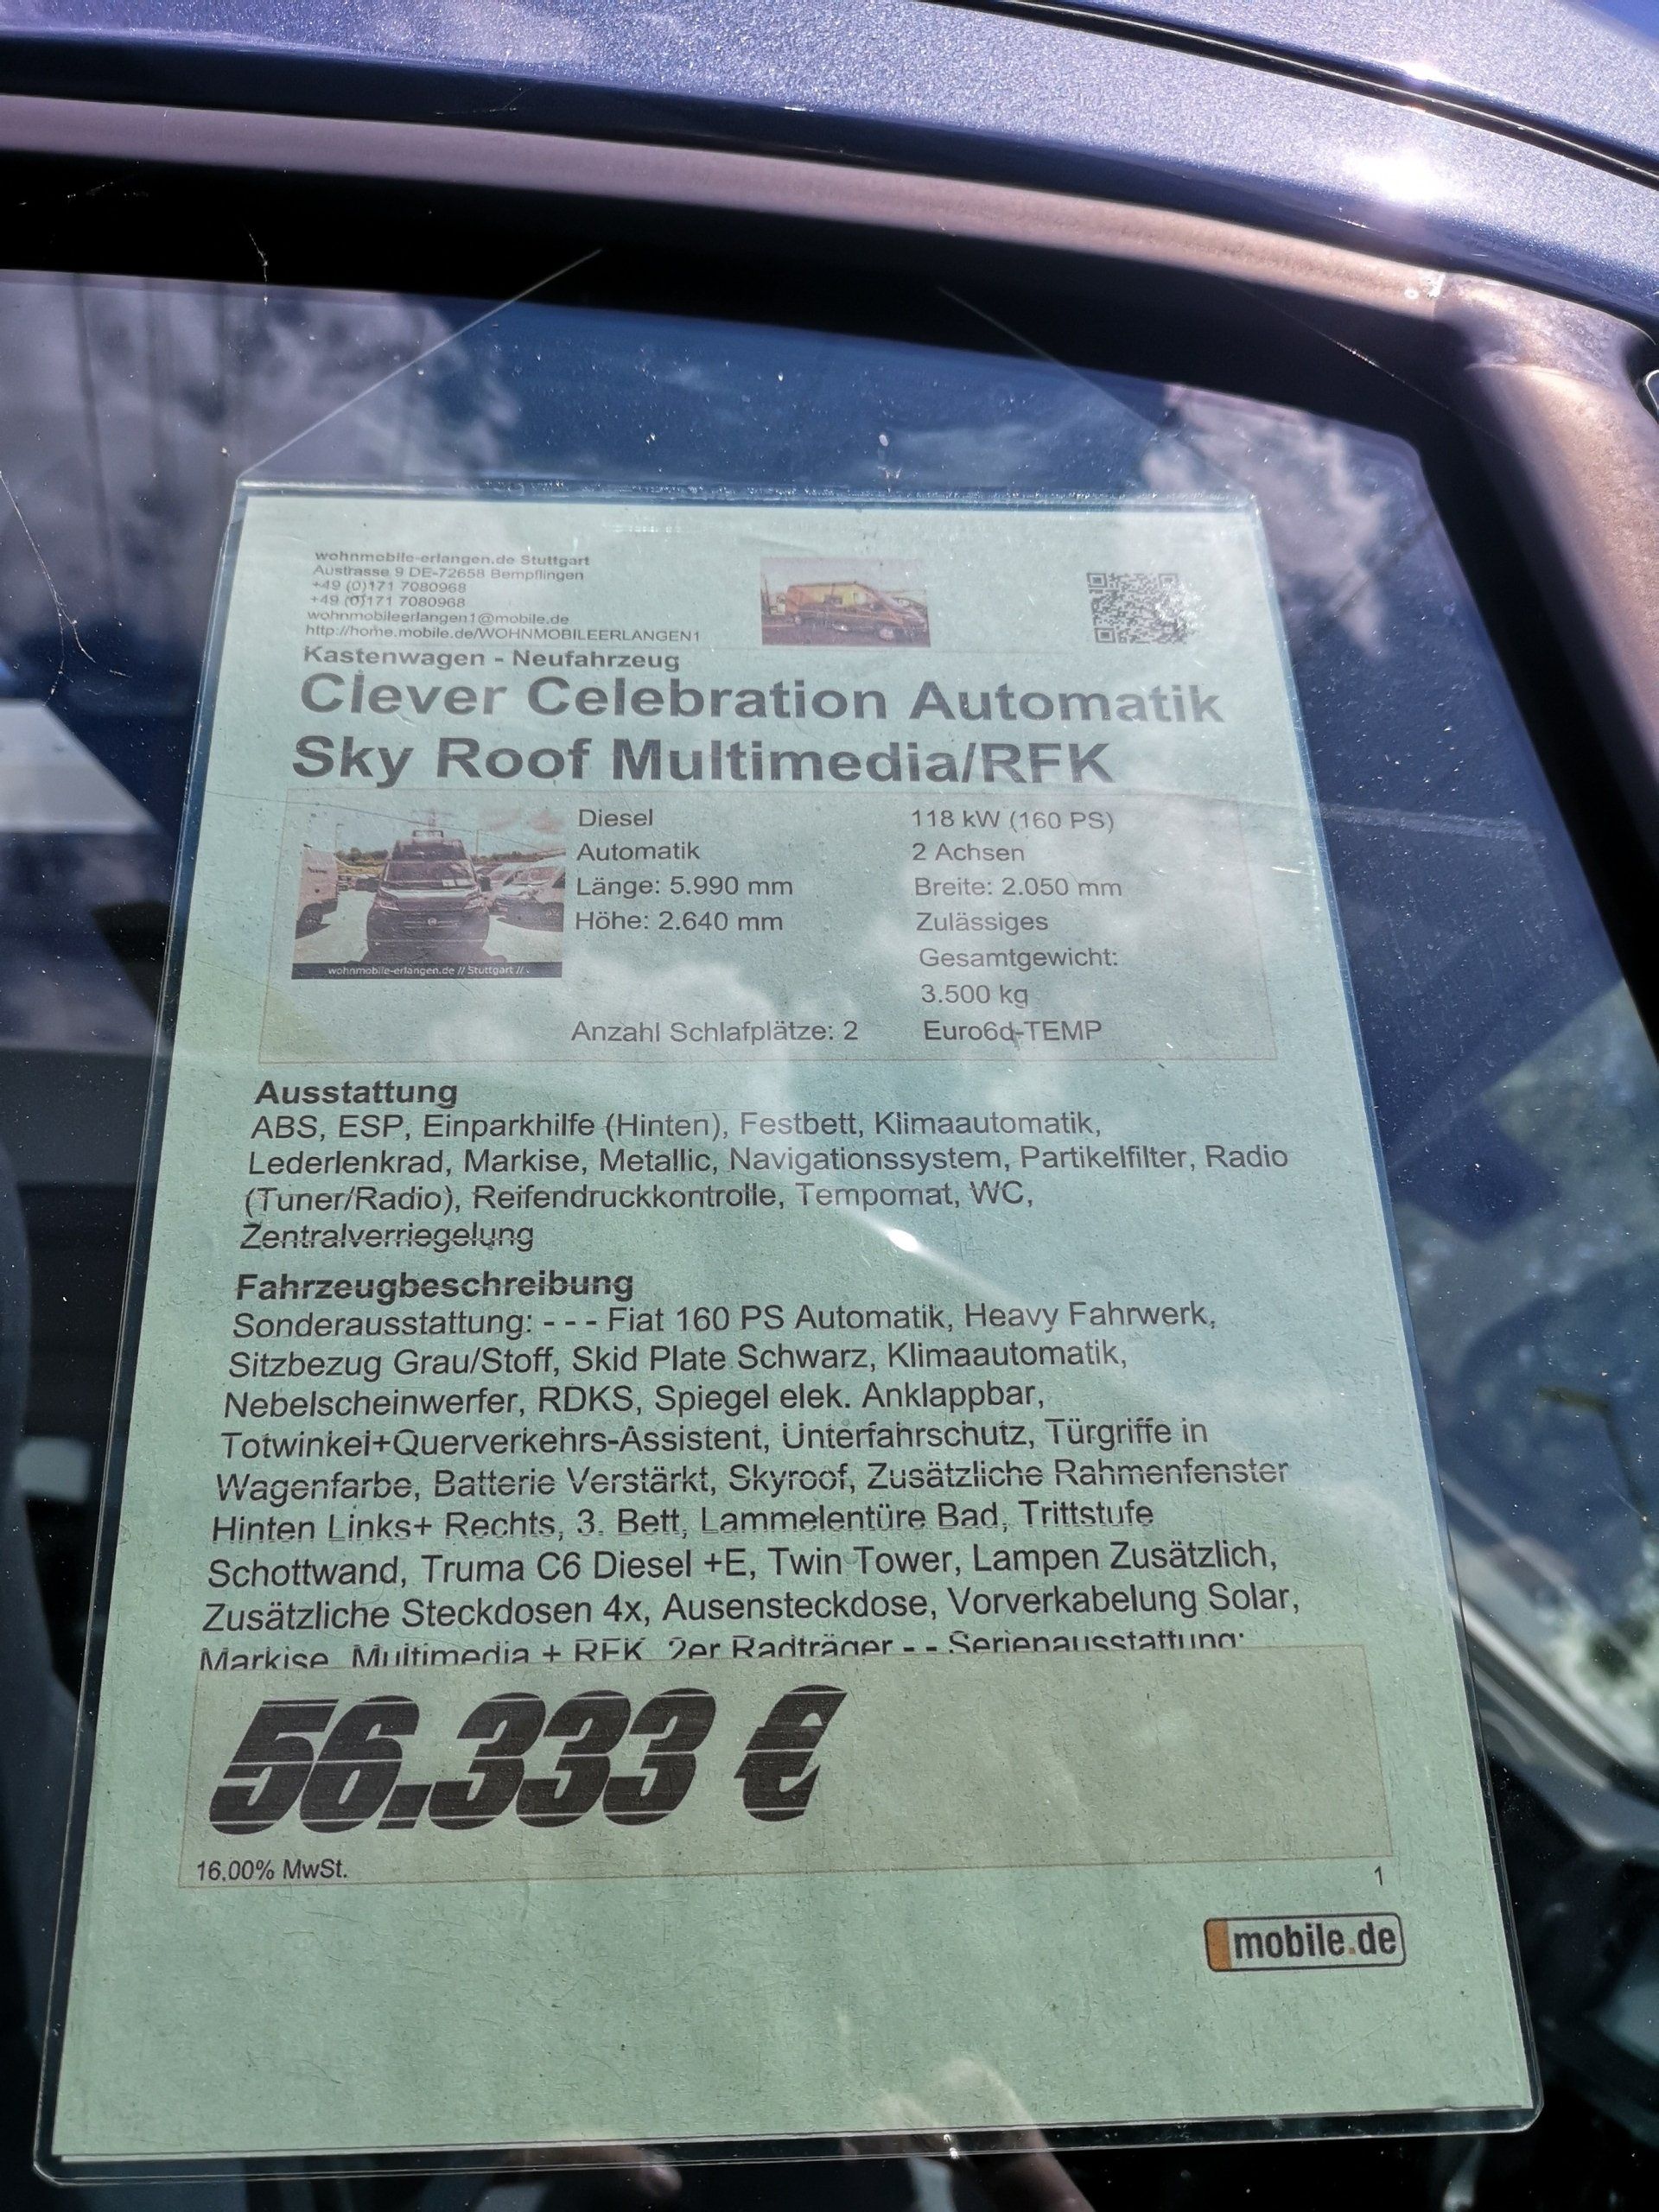 wohnmobile-erlangen.de Stuttgart
Austrasse 9 DE-72658 Bempflingen
+49 (0)171 7080968
+49 (0)171 7080968
wohnmobileerlangen1@mobile.de
http://home.mobile.de/WOHNMOBILEERLANGEN1
Kastenwagen - Neufahrzeug
Clever Celebration Automatik
Sky Roof Multimedia/RFK
Diesel 118 kW (160 PS)
Automatik 2 Achsen
Länge: 5.990 mm Breite: 2.050 mm
Höhe: 2.640 mm Zulässiges
Gesamtgewicht:
3.500 kg
wohnmobile-erlangen.de // Stuttgart //
Anzahl Schlafplätze: 2 Euro6d-TEMP
Ausstattung
ABS, ESP, Einparkhilfe (Hinten), Festbett, Klimaautomatik,
Lederlenkrad, Markise, Metallic, Navigationssystem, Partikelfilter, Radio
(Tuner/Radio), Reifendruckkontrolle, Tempomat, WC,
Zentralverriegelung
Fahrzeugbeschreibung
Sonderausstattung: - - - Fiat 160 PS Automatik, Heavy Fahrwerk,
Sitzbezug Grau/Stoff, Skid Plate Schwarz, Klimaautomatik,
Nebelscheinwerfer, RDKS, Spiegel elek. Anklappbar,
Totwinkel+Querverkehrs-Assistent, Unterfahrschutz, Türgriffe in
Wagenfarbe, Batterie Verstärkt, Skyroof, Zusätzliche Rahmenfenster
Hinten Links+ Rechts, 3. Bett, Lammelentüre Bad, Trittstufe
Schottwand, Truma C6 Diesel +E, Twin Tower, Lampen Zusätzlich,
Zusätzliche Steckdosen 4x, Ausensteckdose, Vorverkabelung Solar,
Markise, Multimedia + RFK, 2er Radträger - - Serienausstattung:
56.333 €
16,00% MwSt.
1
mobile.de